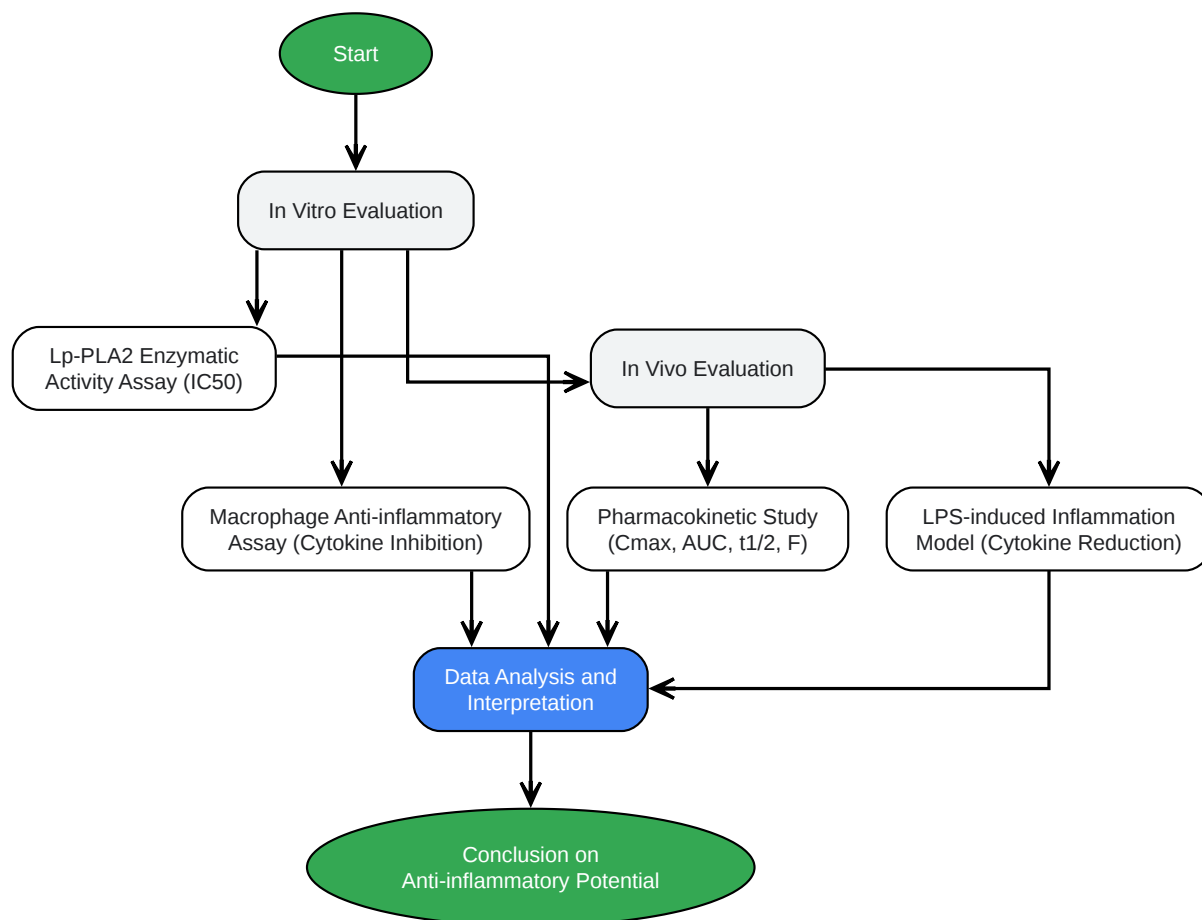 Start
In Vitro Evaluation
Lp-PLA2 Enzymatic
Activity Assay (IC50)
In Vivo Evaluation
Macrophage Anti-inflammatory
Assay (Cytokine Inhibition)
Pharmacokinetic Study
(Cmax, AUC, t1/2, F)
LPS-induced Inflammation
Model (Cytokine Reduction)
Data Analysis and
Interpretation
Conclusion on
Anti-inflammatory Potential